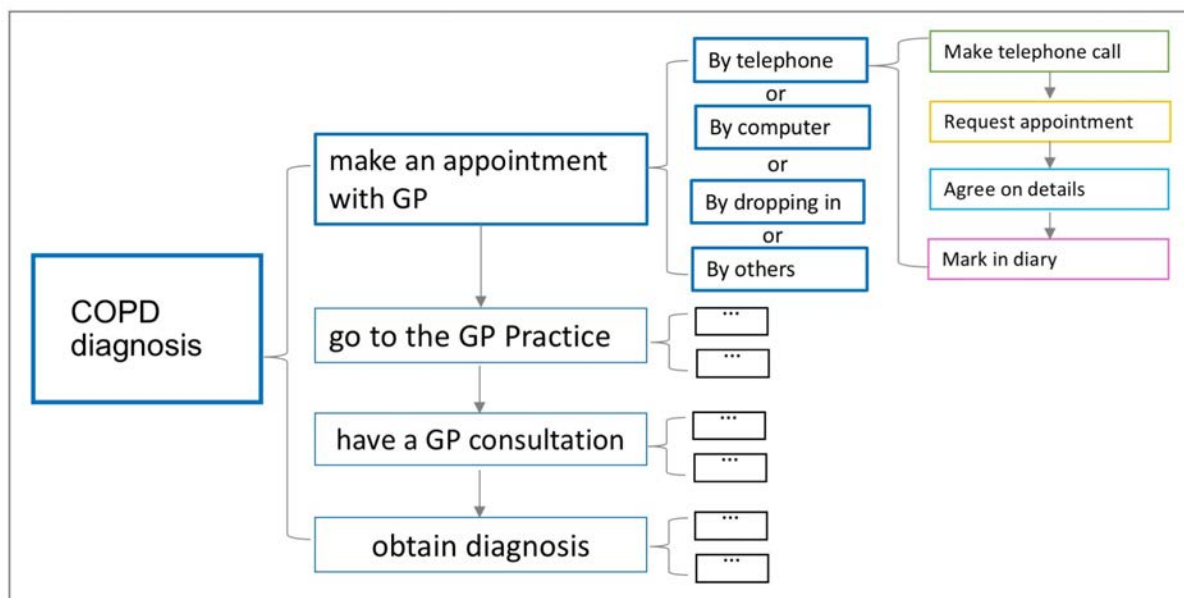 COPD
diagnosis
make an appointment
with GP
go to the GP Practice
have a GP consultation
obtain diagnosis
By telephone
or
By computer
or
By dropping in
or
By others
...
...
...
...
...
...
Make telephone call
Request appointment
Agree on details
Mark in diary